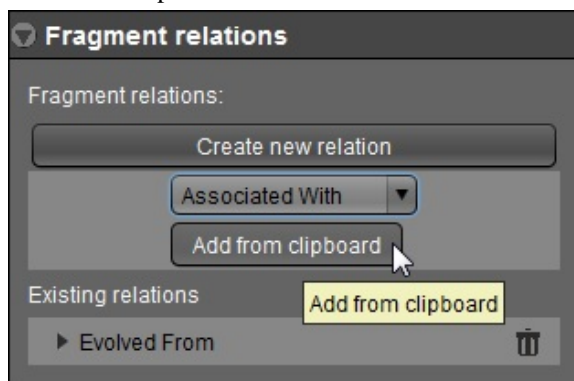 Fragment relations
Fragment relations:
Create new relation
Associated With
Add from clipboard
Existing relations
Add from clipboard
Evolved From